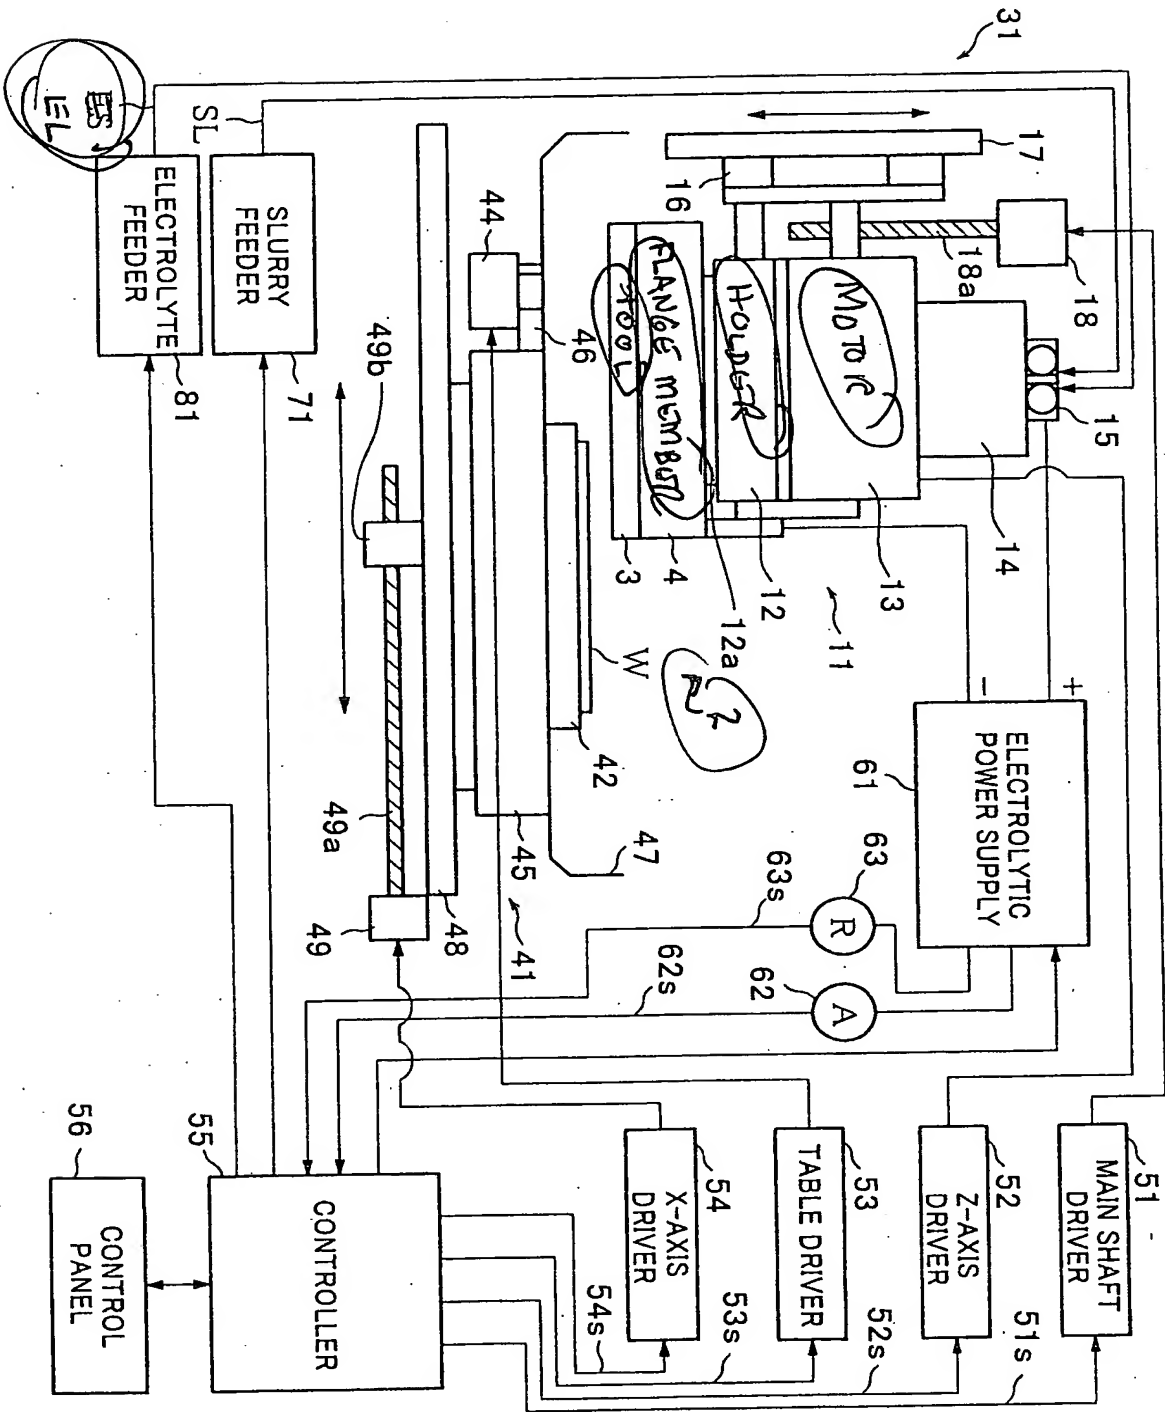 31
17
16
18
18a
15
14
MOTOR
13
HOLDER
12
12a
11
FLANGE MEMBER
4
TOOL
3
+
-
ELECTROLYTIC
POWER SUPPLY
61
63
R
63s
62
A
62s
51
MAIN SHAFT
DRIVER
51s
52
Z-AXIS
DRIVER
52s
53
TABLE DRIVER
53s
54
X-AXIS
DRIVER
54s
44
46
W
42
47
45
41
48
49
49a
49b
SL
EL
SLURRY
FEEDER
71
ELECTROLYTE
FEEDER
81
55
CONTROLLER
56
CONTROL
PANEL